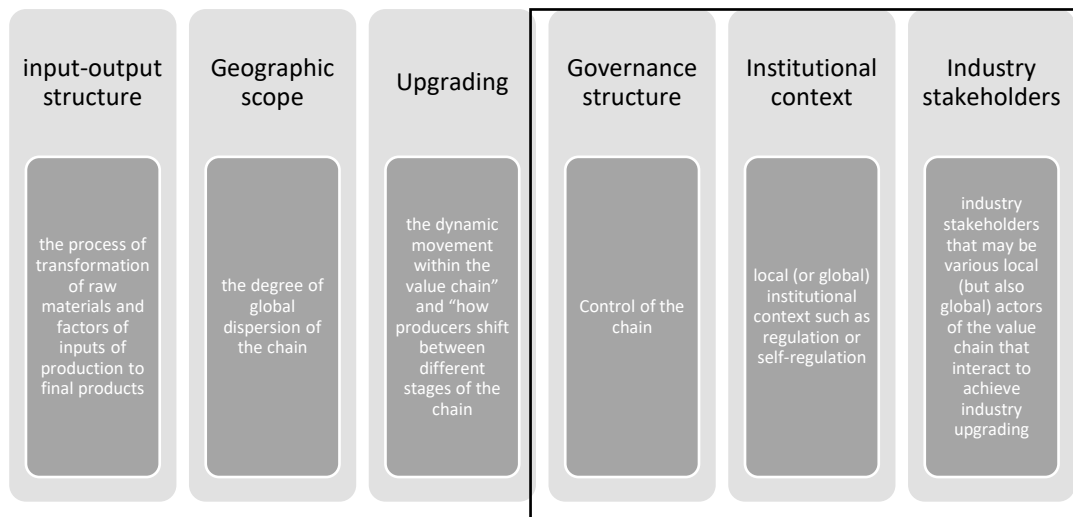 input-output
structure
the process of
transformation
of raw
materials and
factors of
inputs of
production to
final products
Geographic
scope
the degree of
global
dispersion of
the chain
Upgrading
the dynamic
movement
within the
value chain” and “how
producers shift
between
different
stages of the
chain
Governance
structure
Control of the
chain
Institutional
context
local (or global)
institutional
context such as
regulation or
self-regulation
Industry
stakeholders
industry
stakeholders
that may be
various local
(but also
global) actors
of the value
chain that
interact to
achieve
industry
upgrading